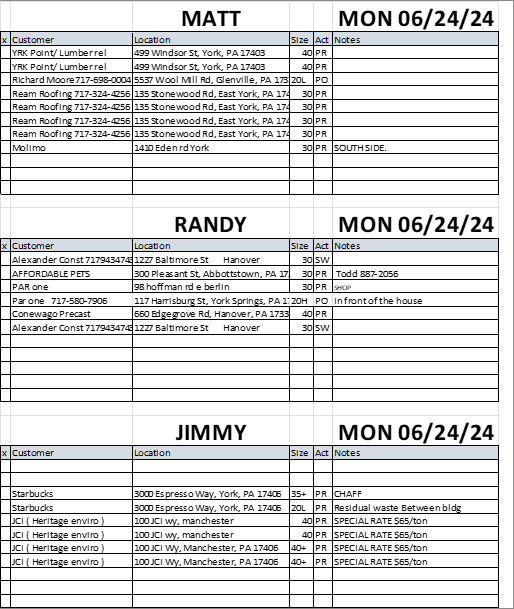 MATT MON 06/24/24
x Customer Location Size Act Notes
YRK Point/ Lumber rel 499 Windsor St, York, PA 17403 40 PR
YRK Point/ Lumber rel 499 Windsor St, York, PA 17403 40 PR
Richard Moore 717-698-0004 5537 Wool Mill Rd, Glenville, PA 173 20L PO
Ream Roofing 717-324-4256 135 Stonewood Rd, East York, PA 174 30 PR
Ream Roofing 717-324-4256 135 Stonewood Rd, East York, PA 174 30 PR
Ream Roofing 717-324-4256 135 Stonewood Rd, East York, PA 174 30 PR
Ream Roofing 717-324-4256 135 Stonewood Rd, East York, PA 174 30 PR
Molimo 1410 Eden rd York 30 PR SOUTH SIDE.
RANDY MON 06/24/24
x Customer Location Size Act Notes
Alexander Const 7179434743 1227 Baltimore St Hanover 30 SW
AFFORDABLE PETS 300 Pleasant St, Abbottstown, PA 17 30 PR Todd 887-2056
PAR one 98 hoffman rd e berlin 30 PR SHOP
Par one 717-580-7906 117 Harrisburg St, York Springs, PA 1 20H PO In front of the house
Conewago Precast 660 Edgegrove Rd, Hanover, PA 1733 40 PR
Alexander Const 7179434743 1227 Baltimore St Hanover 30 SW
JIMMY MON 06/24/24
x Customer Location Size Act Notes
Starbucks 3000 Espresso Way, York, PA 17406 35+ PR CHAFF
Starbucks 3000 Espresso Way, York, PA 17406 20L PR Residual waste Between bldg
JCI ( Heritage enviro ) 100 JCI wy, manchester 40 PR SPECIAL RATE $65/ton
JCI ( Heritage enviro ) 100 JCI wy, manchester 40 PR SPECIAL RATE $65/ton
JCI ( Heritage enviro ) 100 JCI Wy, Manchester, PA 17406 40+ PR SPECIAL RATE $65/ton
JCI ( Heritage enviro ) 100 JCI Wy, Manchester, PA 17406 40+ PR SPECIAL RATE $65/ton